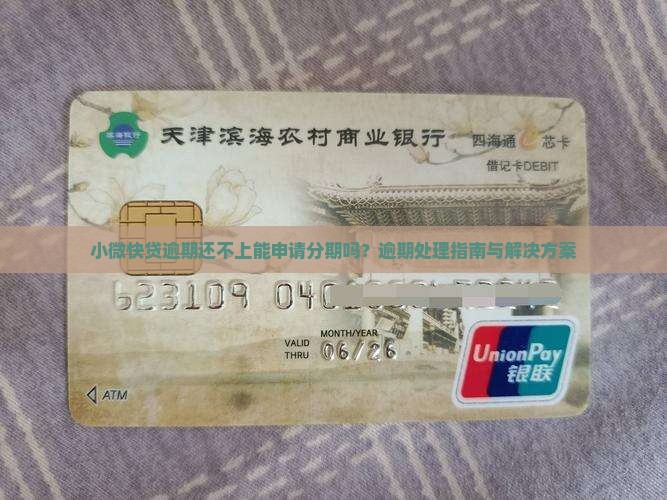 滨海银行
天津滨海农村商业银行
四海通e芯卡
借记卡DEBIT
小微快贷逾期还不上能申请分期吗？逾期处理指南与解决方案
623109 040
MONTH/YEAR
VALID THRU 06/26
UnionPay
银联
ATM